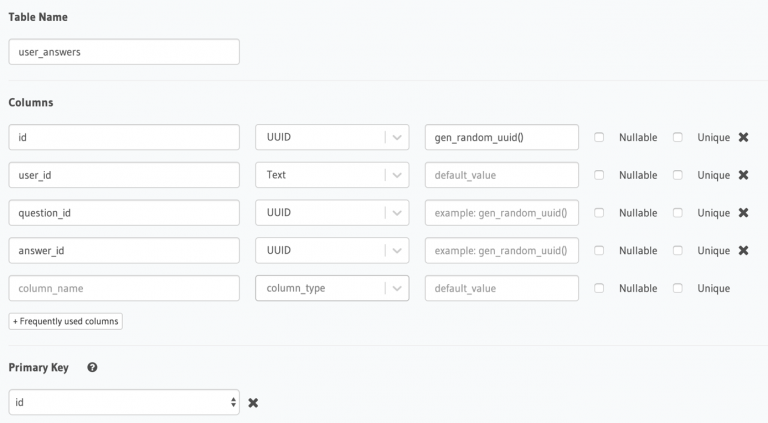 Table Name
user_answers
Columns
id UUID gen_random_uuid() Nullable Unique
user_id Text default_value Nullable Unique
question_id UUID example: gen_random_uuid() Nullable Unique
answer_id UUID example: gen_random_uuid() Nullable Unique
column_name column_type default_value Nullable Unique
+ Frequently used columns
Primary Key ?
id